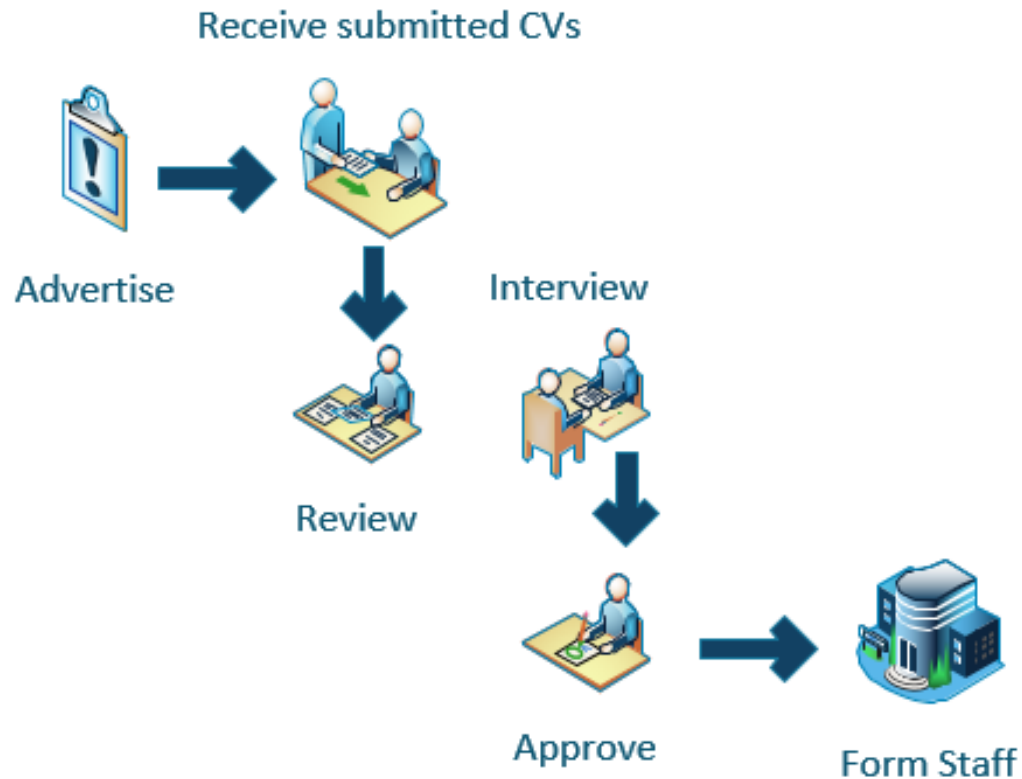 Receive submitted CVs
Advertise
Interview
Review
Approve
Form Staff